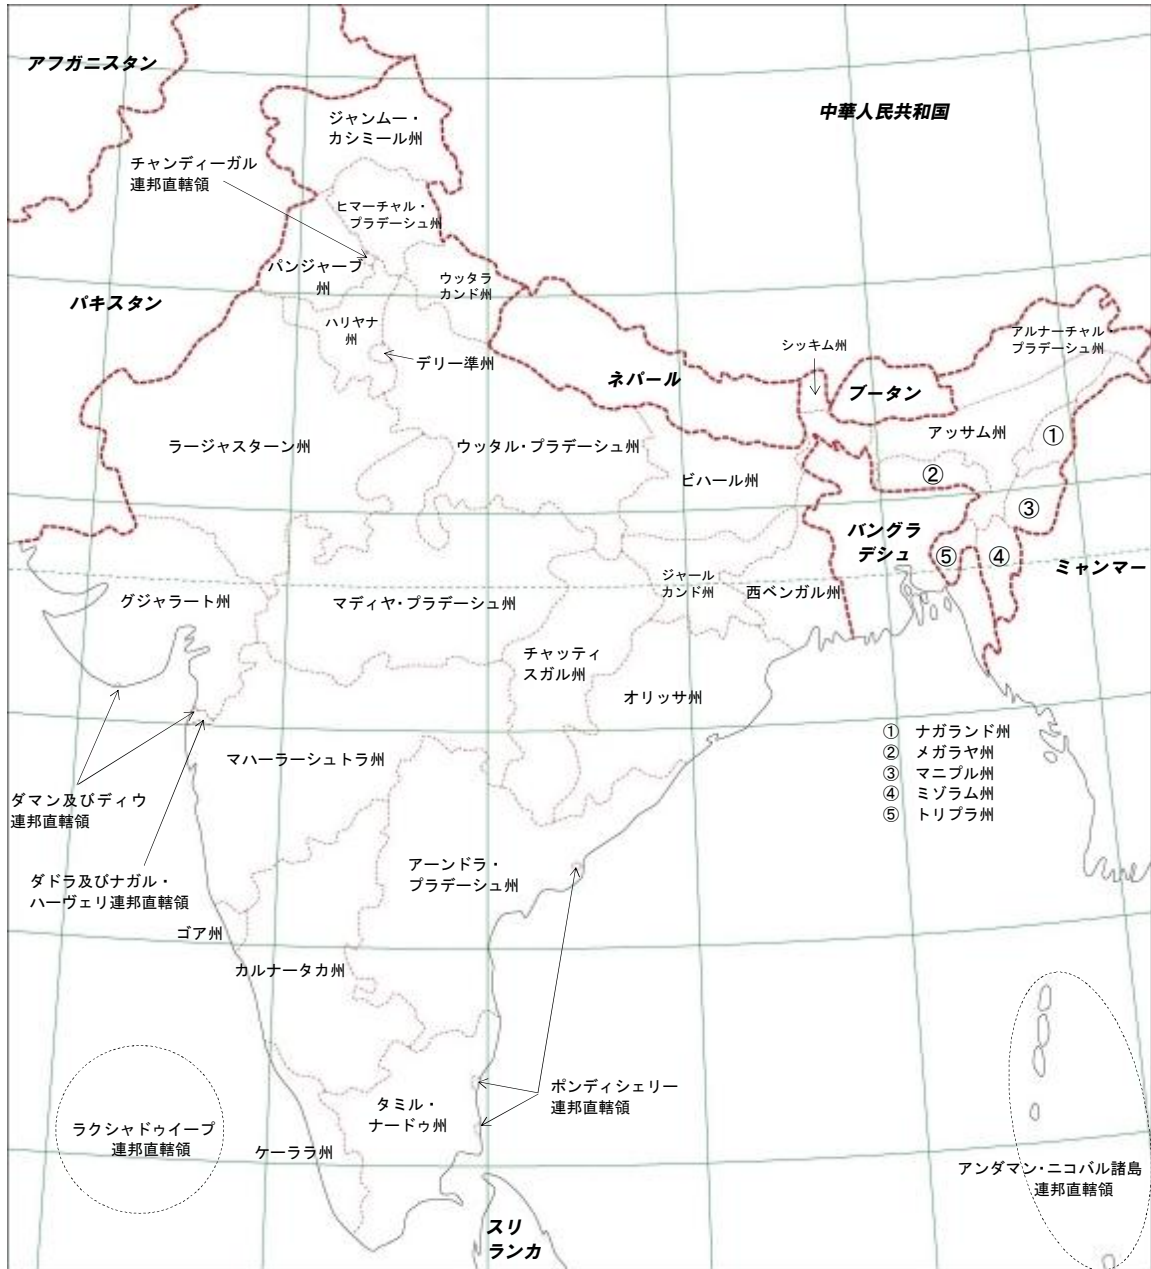 アフガニスタン
中華人民共和国
ジャンムー・
カシミール州
チャンディーガル
連邦直轄領
ヒマーチャル・
プラデーシュ州
パンジャーブ
州
ウッタラ
カンド州
パキスタン
ハリヤナ
州
デリー準州
ネパール
シッキム州
ブータン
アルナーチャル・
プラデーシュ州
ラージャスターン州
ウッタル・プラデーシュ州
ビハール州
アッサム州
①
②
③
④
⑤
バングラ
デシュ
ミャンマー
グジャラート州
マディヤ・プラデーシュ州
ジャール
カンド州
西ベンガル州
チャッティ
スガル州
オリッサ州
マハーラーシュトラ州
① ナガランド州
② メガラヤ州
③ マニプル州
④ ミゾラム州
⑤ トリプラ州
ダマン及びディウ
連邦直轄領
ダドラ及びナガル・
ハーヴェリ連邦直轄領
アーンドラ・
プラデーシュ州
ゴア州
カルナータカ州
ポンディシェリー
連邦直轄領
タミル・
ナードゥ州
ラクシャドゥイープ
連邦直轄領
ケーララ州
アンダマン・ニコバル諸島
連邦直轄領
スリ
ランカ